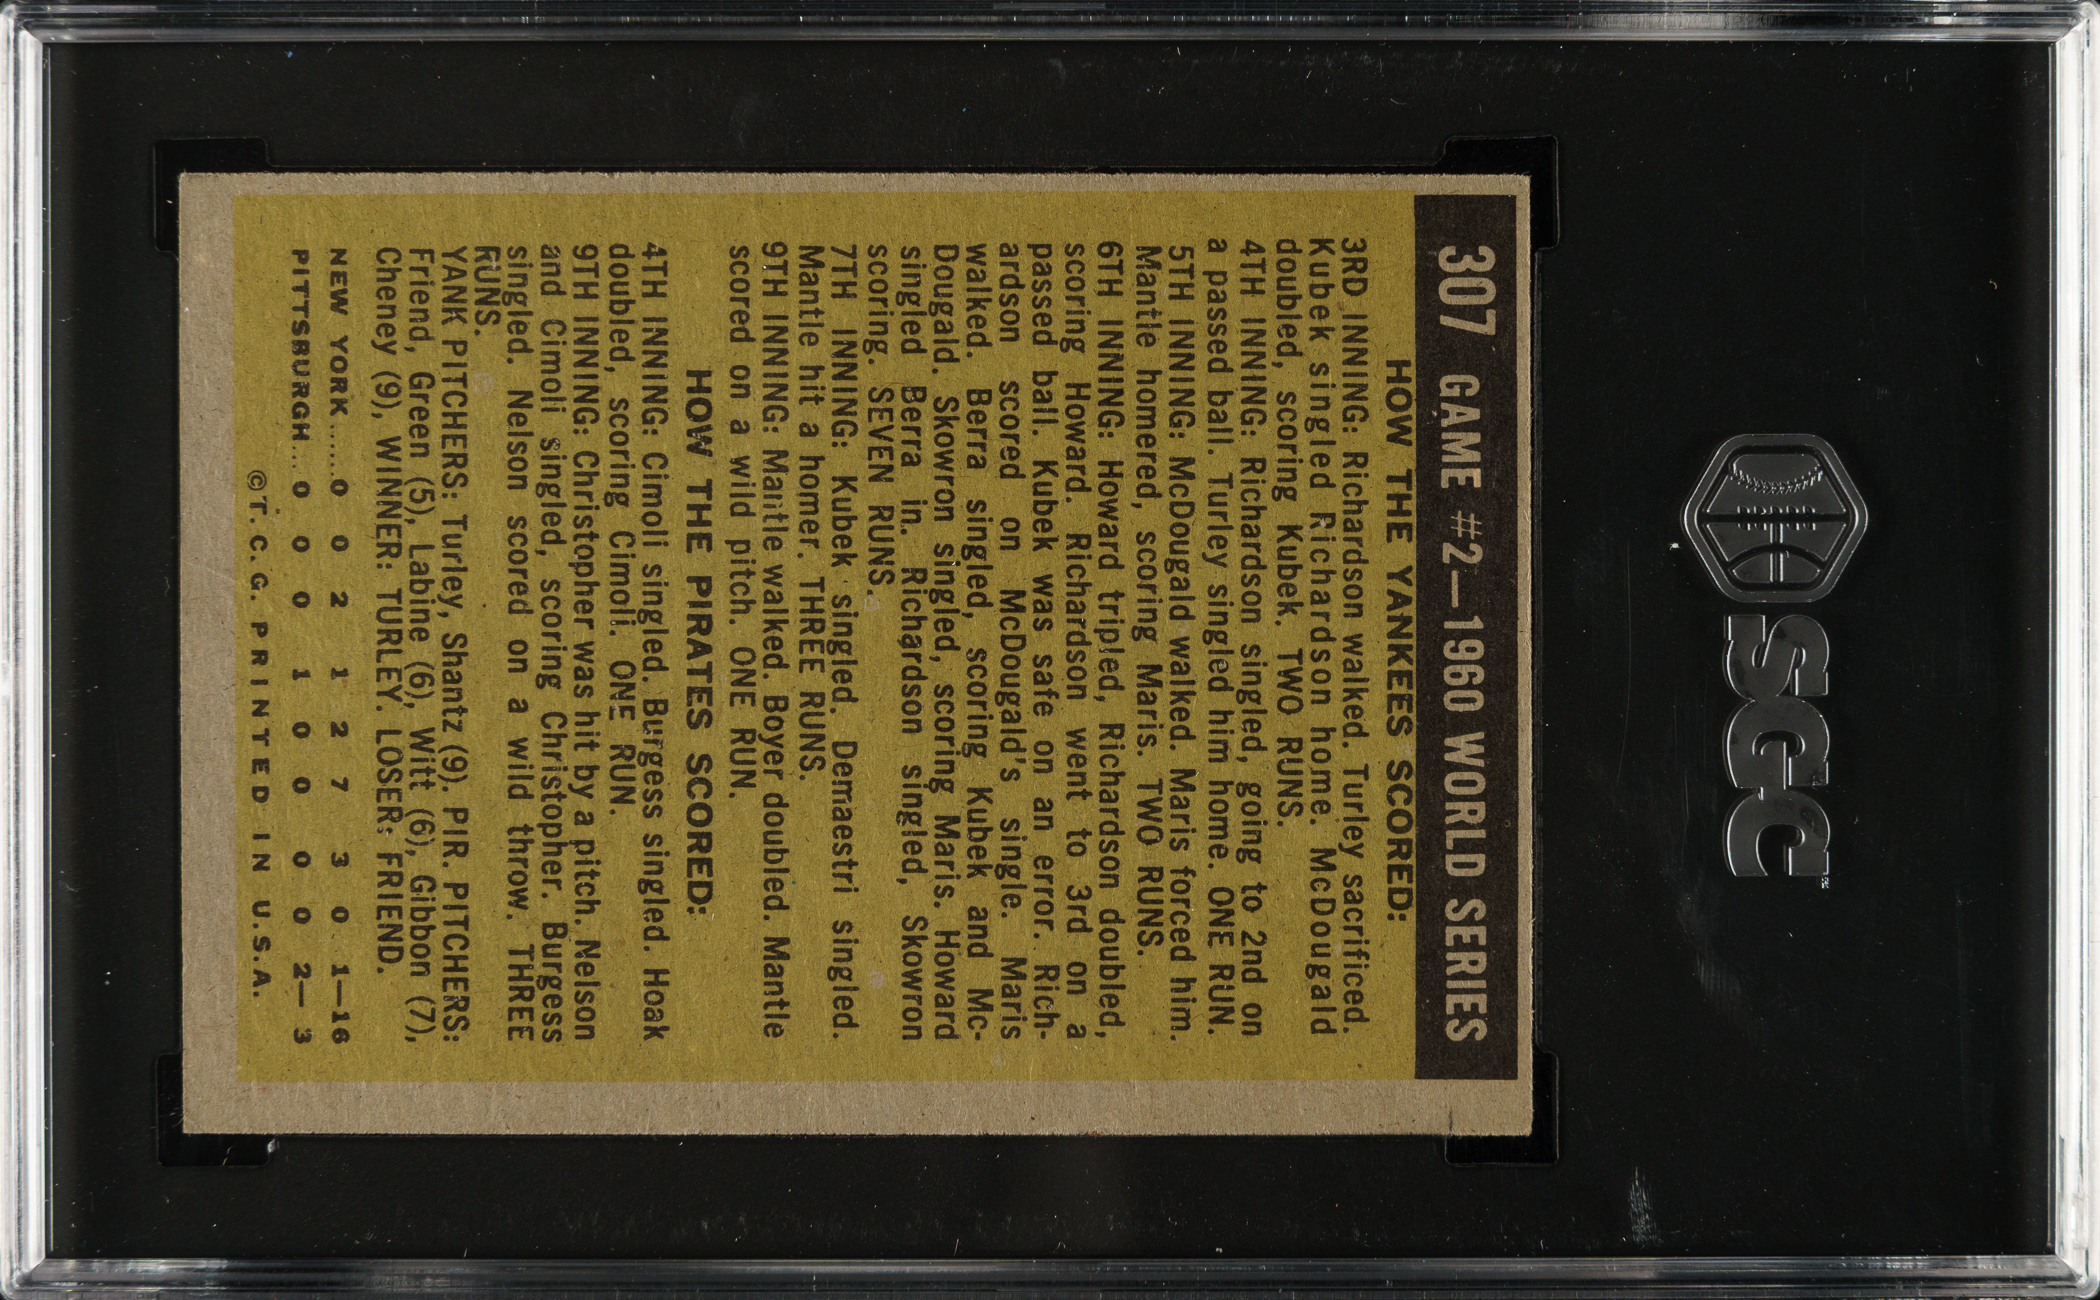 SGC
™
307 GAME #2—1960 WORLD SERIES
HOW THE YANKEES SCORED:
3RD INNING: Richardson walked. Turley sacrificed.
Kubek singled Richardson home. McDougald
doubled, scoring Kubek. TWO RUNS.
4TH INNING: Richardson singled, going to 2nd on
a passed ball. Turley singled him home. ONE RUN.
5TH INNING: McDougald walked. Maris forced him.
Mantle homered, scoring Maris. TWO RUNS.
6TH INNING: Howard tripled, Richardson doubled,
scoring Howard. Richardson went to 3rd on a
passed ball. Kubek was safe on an error. Rich-
ardson scored on McDougald's single. Maris
walked. Berra singled, scoring Kubek and Mc-
Dougald. Skowron singled, scoring Maris. Howard
singled Berra in. Richardson singled, Skowron
scoring. SEVEN RUNS.
7TH INNING: Kubek singled. Demaestri singled.
Mantle hit a homer. THREE RUNS.
9TH INNING: Mantle walked. Boyer doubled. Mantle
scored on a wild pitch. ONE RUN.
HOW THE PIRATES SCORED:
4TH INNING: Cimoli singled. Burgess singled. Hoak
doubled, scoring Cimoli. ONE RUN.
9TH INNING: Christopher was hit by a pitch. Nelson
and Cimoli singled, scoring Christopher. Burgess
singled. Nelson scored on a wild throw. THREE
RUNS.
YANK PITCHERS: Turley, Shantz (9). PIR. PITCHERS:
Friend, Green (5), Labine (6), Witt (6), Gibbon (7),
Cheney (9). WINNER: TURLEY. LOSER: FRIEND.
NEW YORK......0 0 2 1 2 7 3 0 1—16
PITTSBURGH...0 0 0 1 0 0 0 0 2— 3
©T.C.G. PRINTED IN U.S.A.